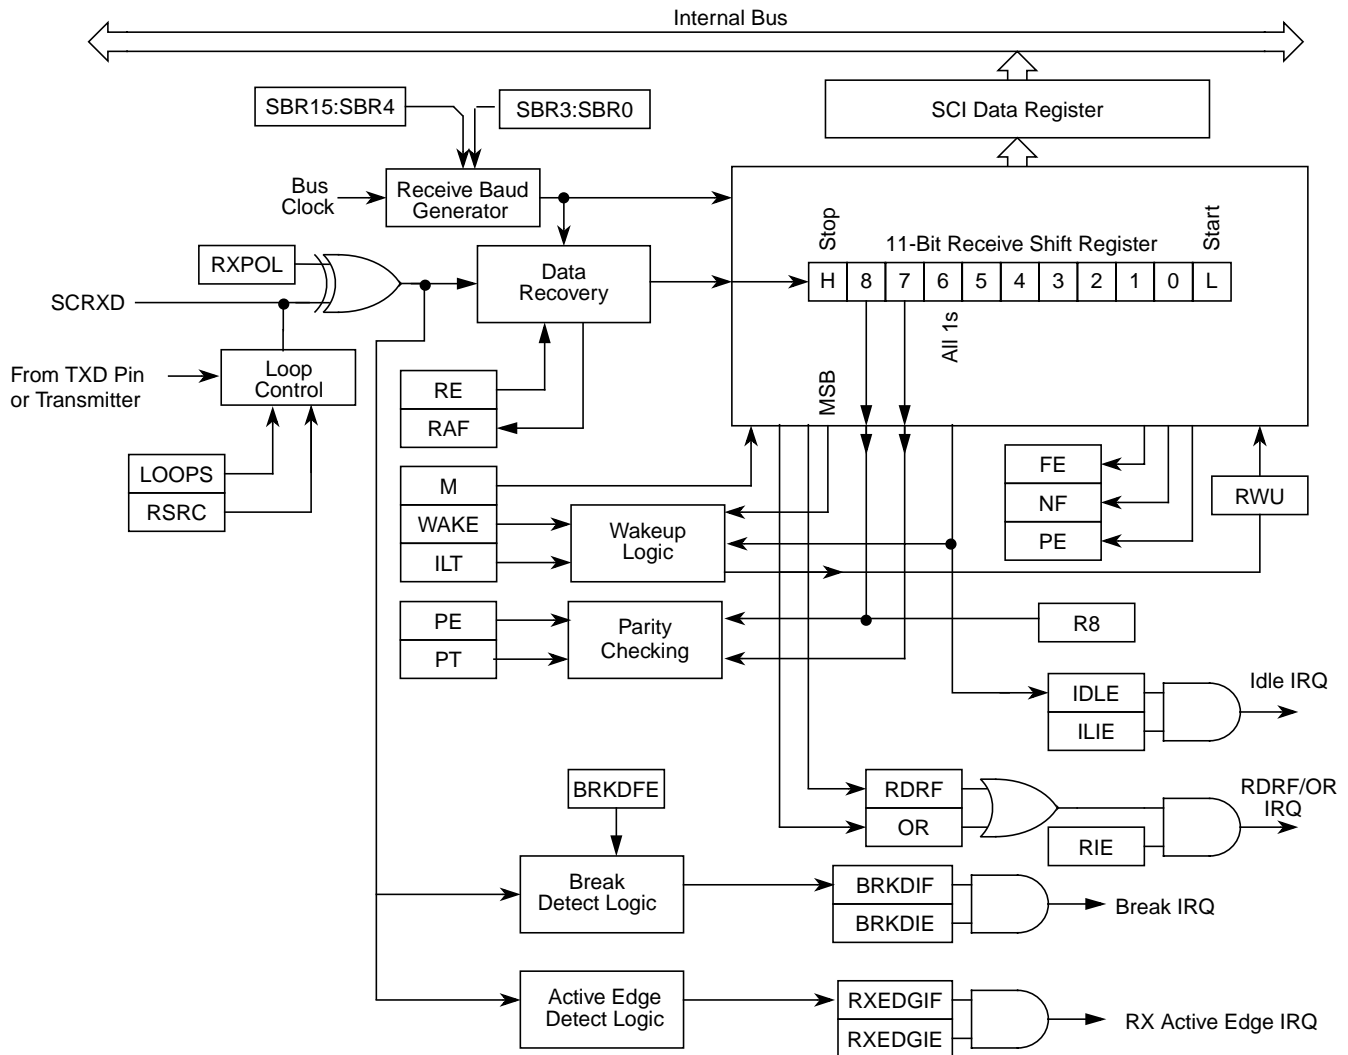 Internal Bus
SBR15:SBR4
SBR3:SBR0
SCI Data Register
Bus
Clock
Receive Baud
Generator
RXPOL
SCRXD
Data
Recovery
Stop
11-Bit Receive Shift Register
Start
H 8 7 6 5 4 3 2 1 0 L
All 1s
MSB
From TXD Pin
or Transmitter
Loop
Control
RE
RAF
LOOPS
RSRC
M
WAKE
ILT
Wakeup
Logic
FE
NF
PE
RWU
PE
PT
Parity
Checking
R8
IDLE
ILIE
Idle IRQ
BRKDFE
RDRF
OR
RIE
RDRF/OR
IRQ
Break
Detect Logic
BRKDIF
BRKDIE
Break IRQ
Active Edge
Detect Logic
RXEDGIF
RXEDGIE
RX Active Edge IRQ